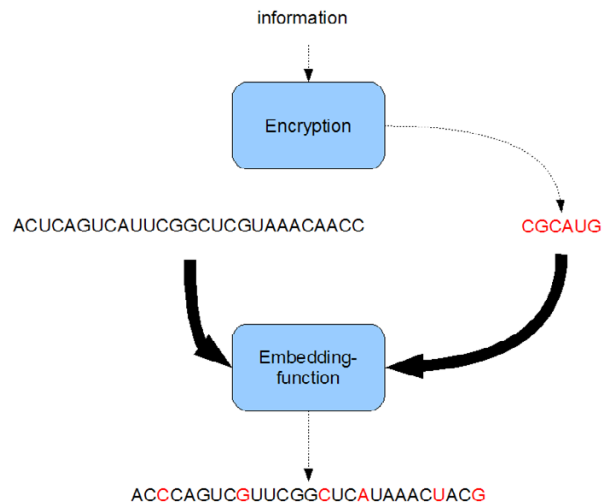 information
Encryption
ACUCAGUCAUUCGGCUCGUAAACAACC
CGCAUG
Embedding-
function
ACCCAGUCGUUCGGCUCAUAAACUACG